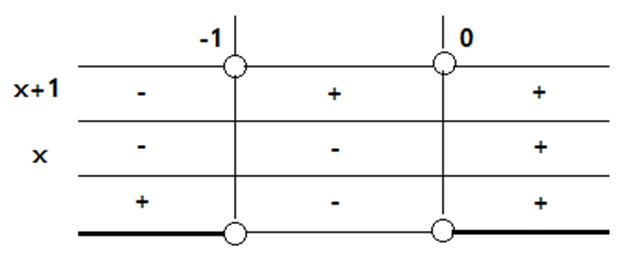 -1 0
x+1 - + +
x - - +
+ - +